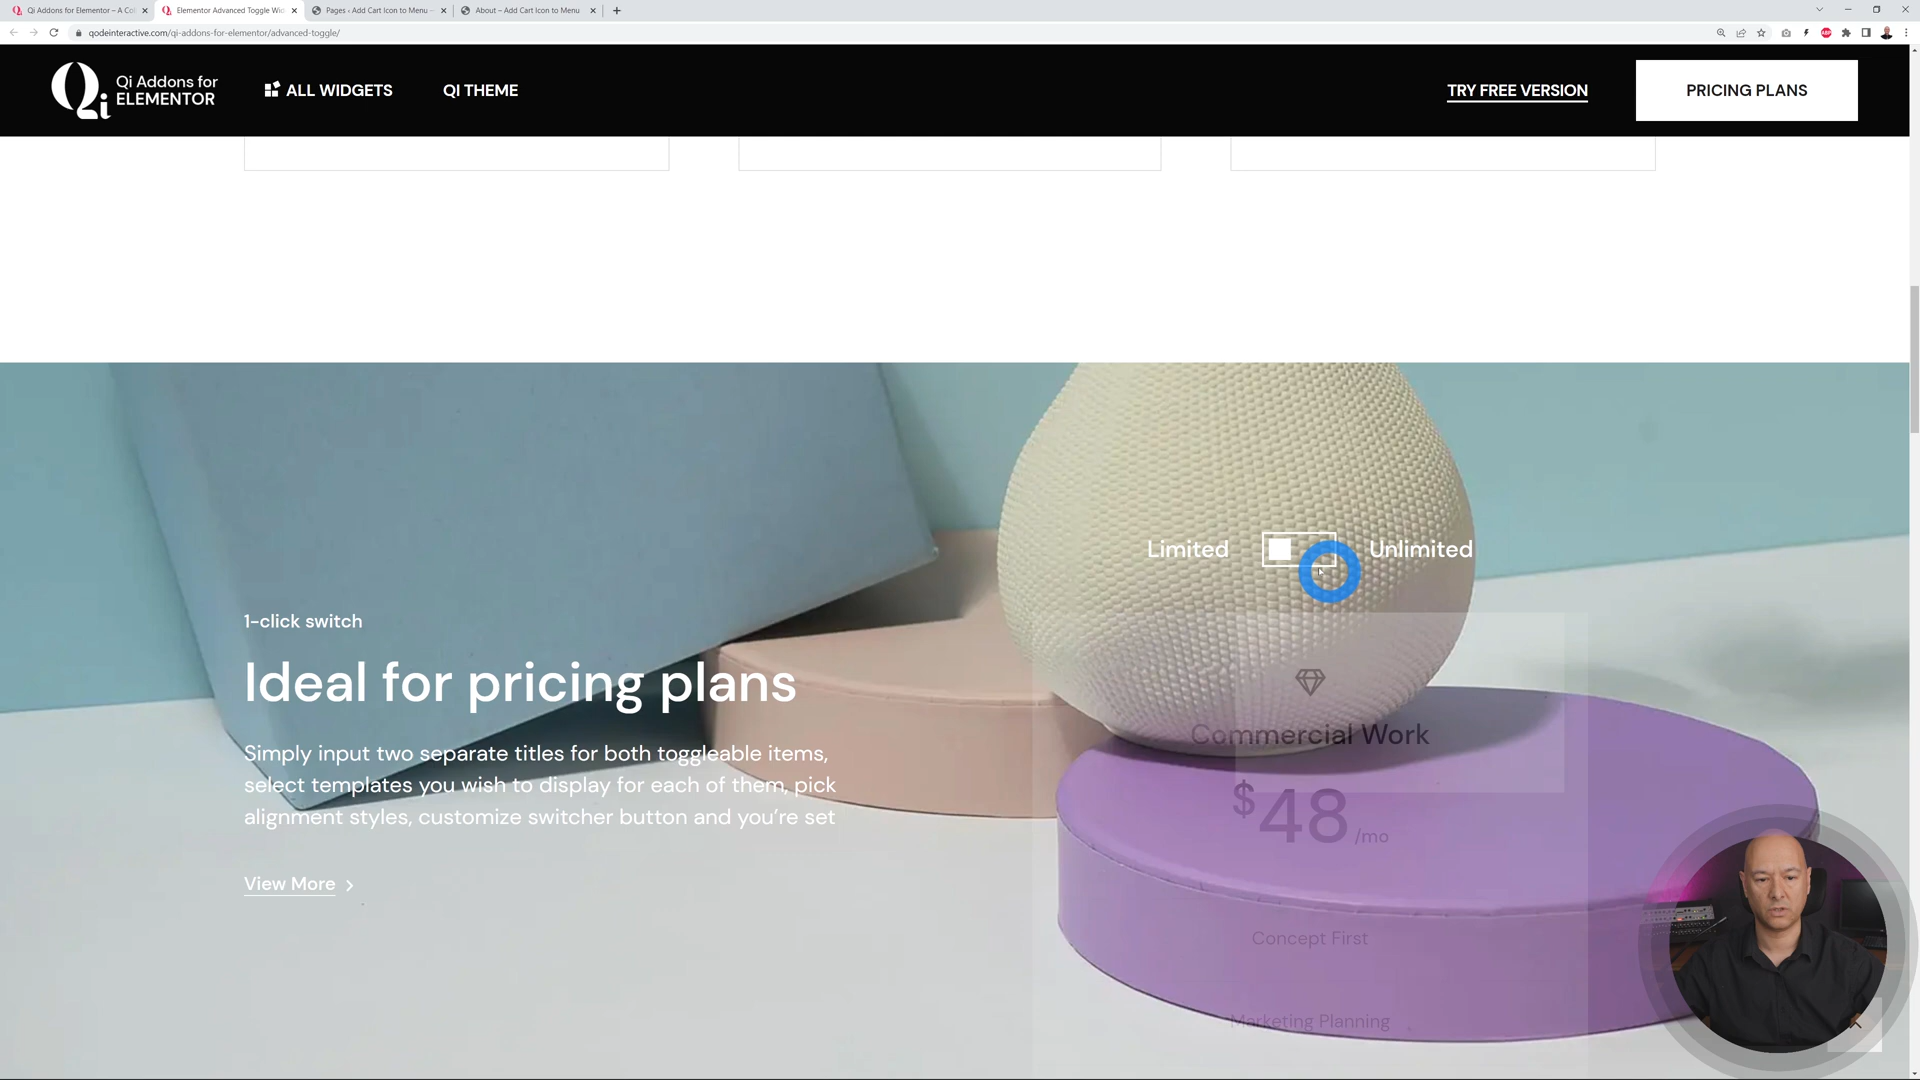 Qi Addons for Elementor – A Col
Elementor Advanced Toggle Wid
Pages ‹ Add Cart Icon to Menu —
About – Add Cart Icon to Menu
qodeinteractive.com/qi-addons-for-elementor/advanced-toggle/
ABP
Qi
Qi Addons for
ELEMENTOR
ALL WIDGETS
QI THEME
TRY FREE VERSION
PRICING PLANS
Limited
Unlimited
1-click switch
Ideal for pricing plans
Simply input two separate titles for both toggleable items,
select templates you wish to display for each of them, pick
alignment styles, customize switcher button and you’re set
View More
Commercial Work
$48 /mo
Concept First
Marketing Planning